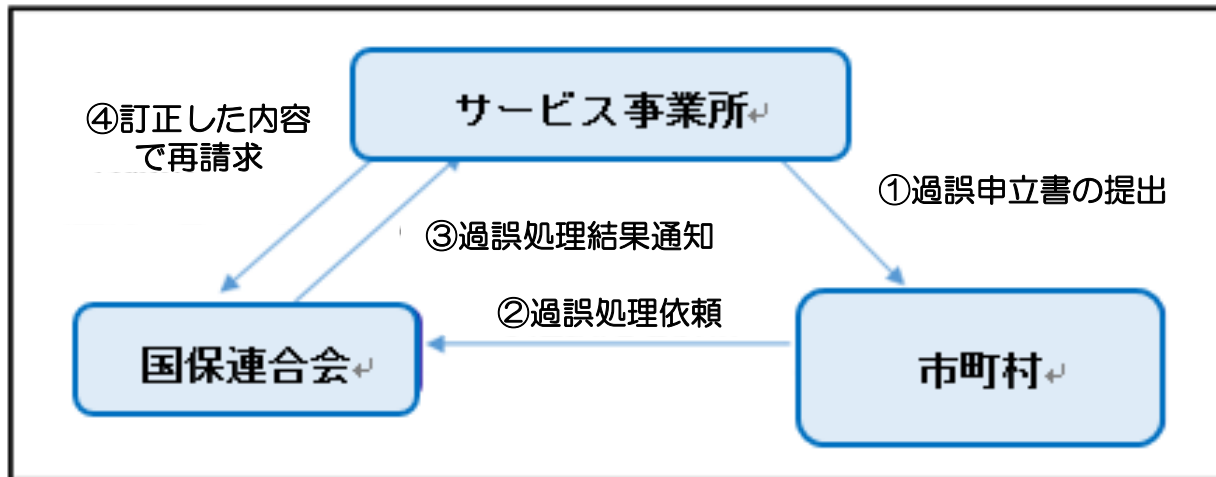 サービス事業所
④訂正した内容
で再請求
①過誤申立書の提出
③過誤処理結果通知
②過誤処理依頼
国保連合会
市町村